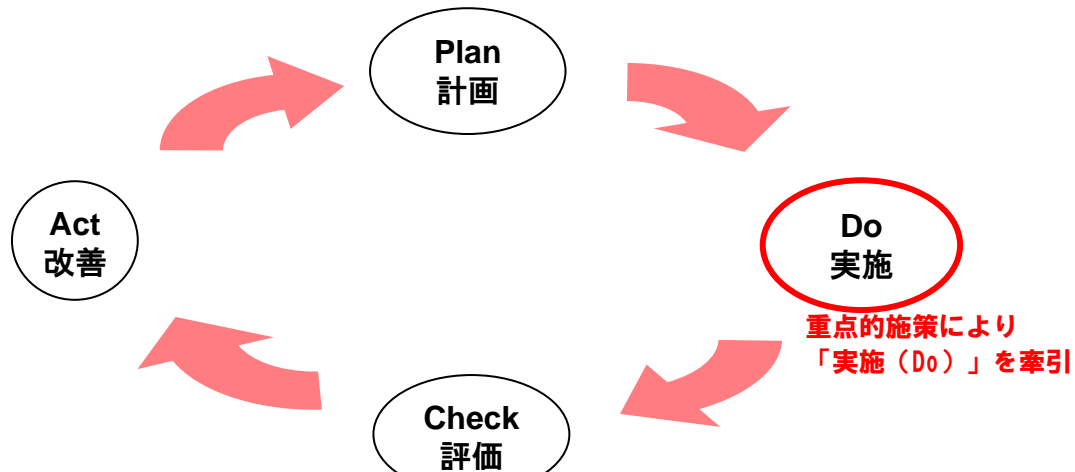 Plan
計画
Do
実施
重点的施策により
「実施（Do）」を牽引
Check
評価
Act
改善